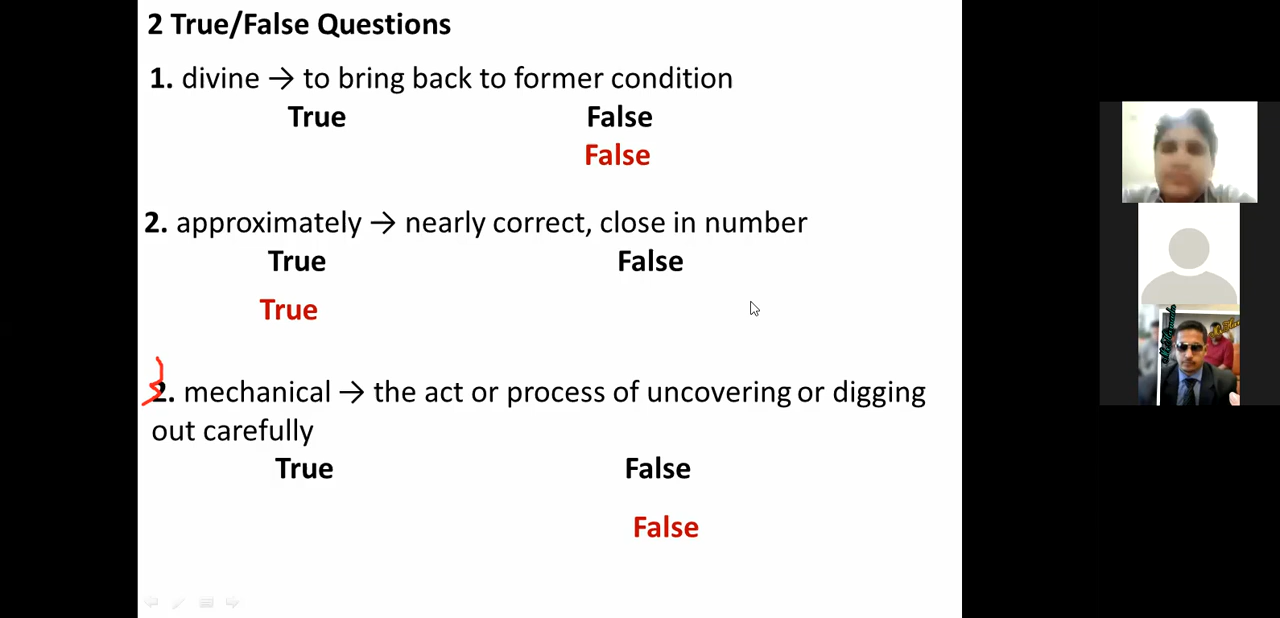 2 True/False Questions
1. divine → to bring back to former condition
True False
False
2. approximately → nearly correct, close in number
True False
True
2. mechanical → the act or process of uncovering or digging
out carefully
True False
False